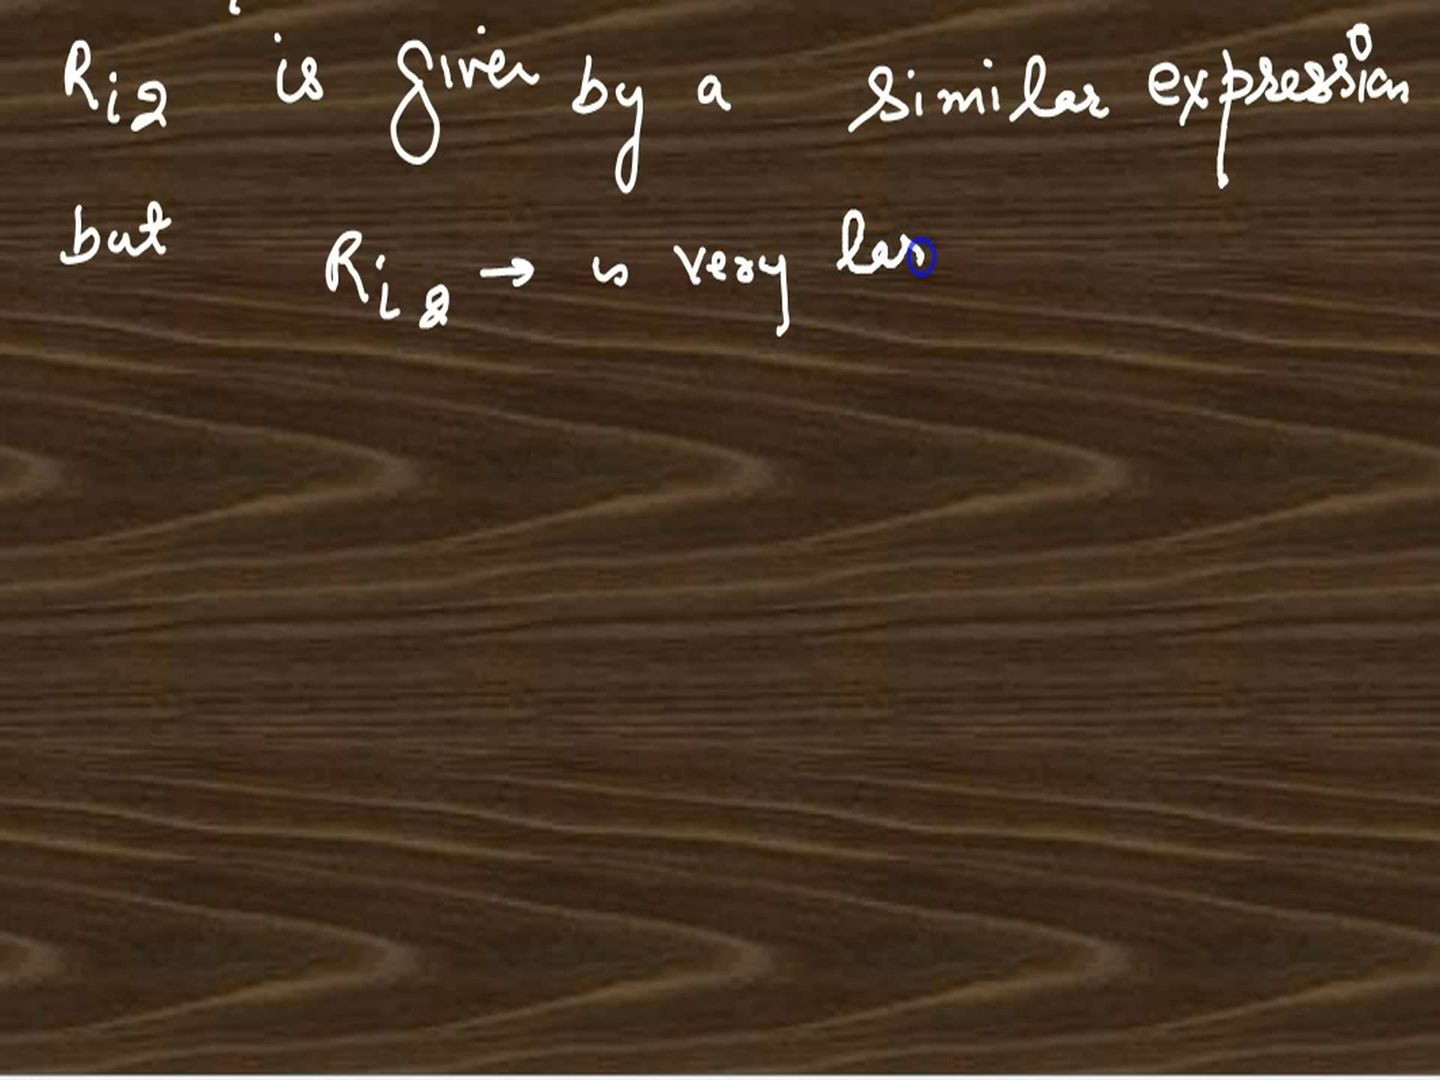 Ri2 is given by a similar expression
but Ri2 → is very lar